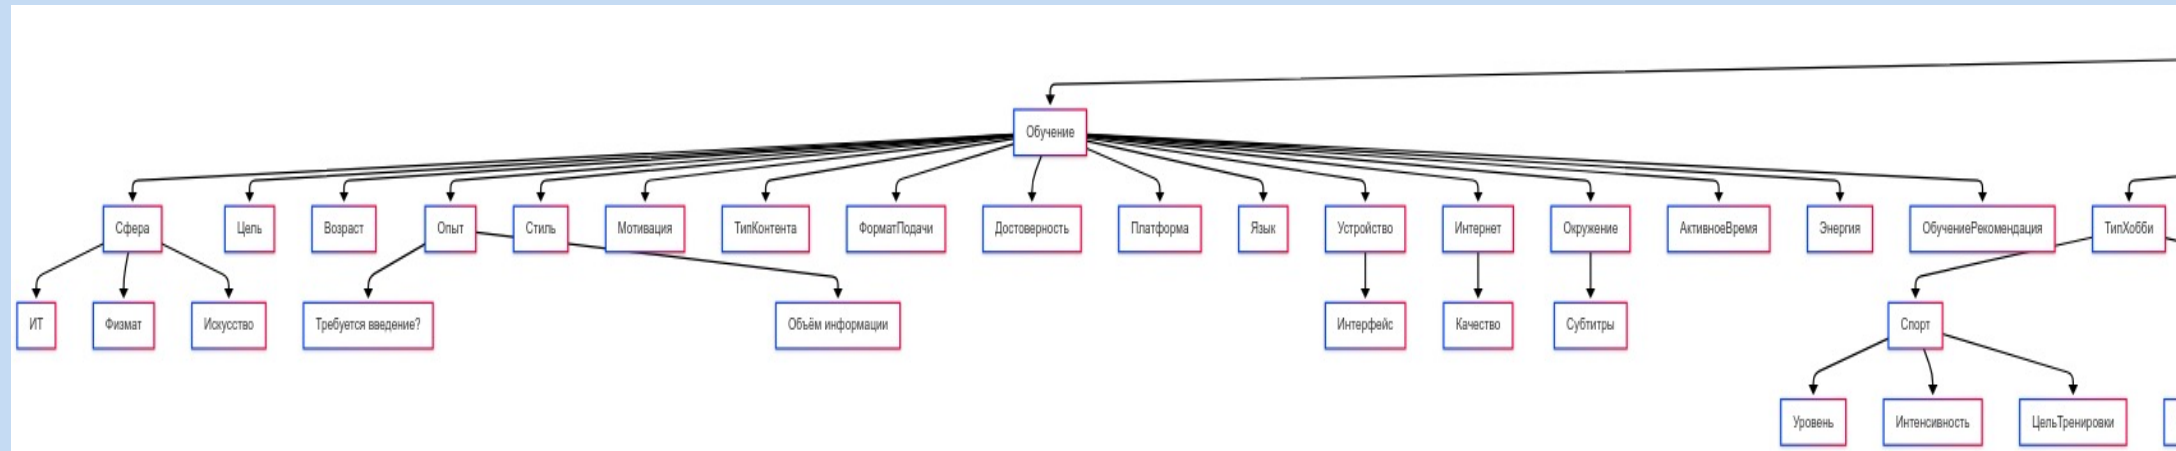 Обучение
Сфера
Цель
Возраст
Опыт
Стиль
Мотивация
ТипКонтента
ФорматПодачи
Достоверность
Платформа
Язык
Устройство
Интернет
Окружение
АктивноеВремя
Энергия
ОбучениеРекомендация
ТипХобби
ИТ
Физмат
Искусство
Требуется введение?
Объём информации
Интерфейс
Качество
Субтитры
Спорт
Уровень
Интенсивность
ЦельТренировки